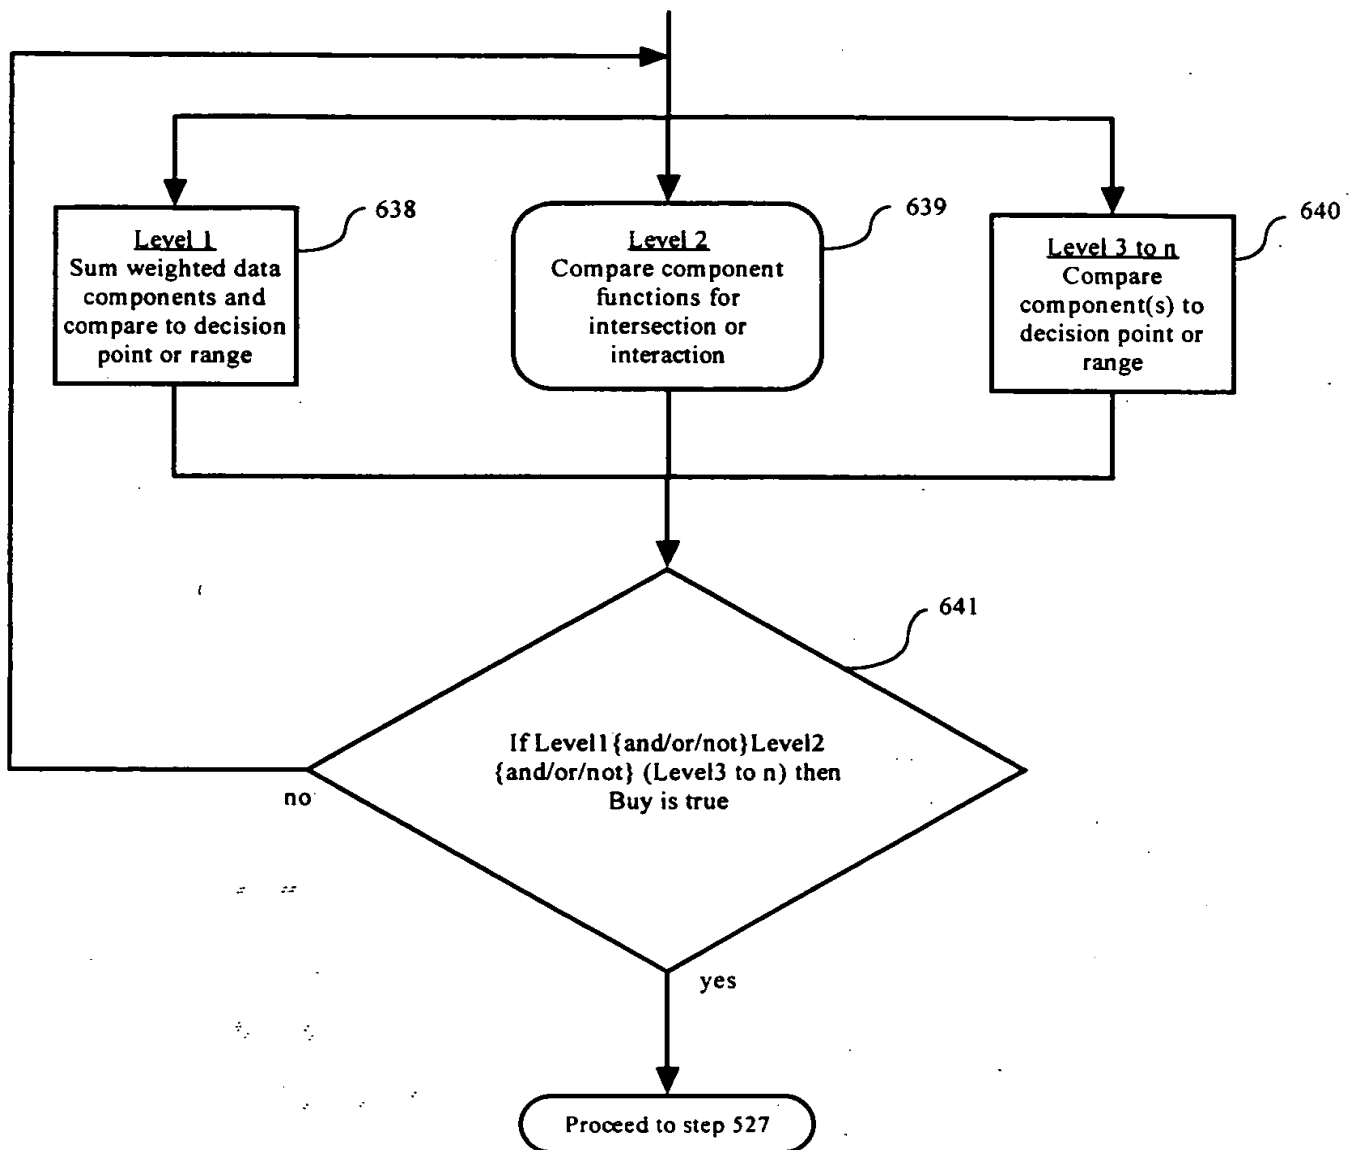 638
Level 1
Sum weighted data
components and
compare to decision
point or range
639
Level 2
Compare component
functions for
intersection or
interaction
640
Level 3 to n
Compare
component(s) to
decision point or
range
641
If Level1{and/or/not}Level2
{and/or/not} (Level3 to n) then
Buy is true
no
yes
Proceed to step 527